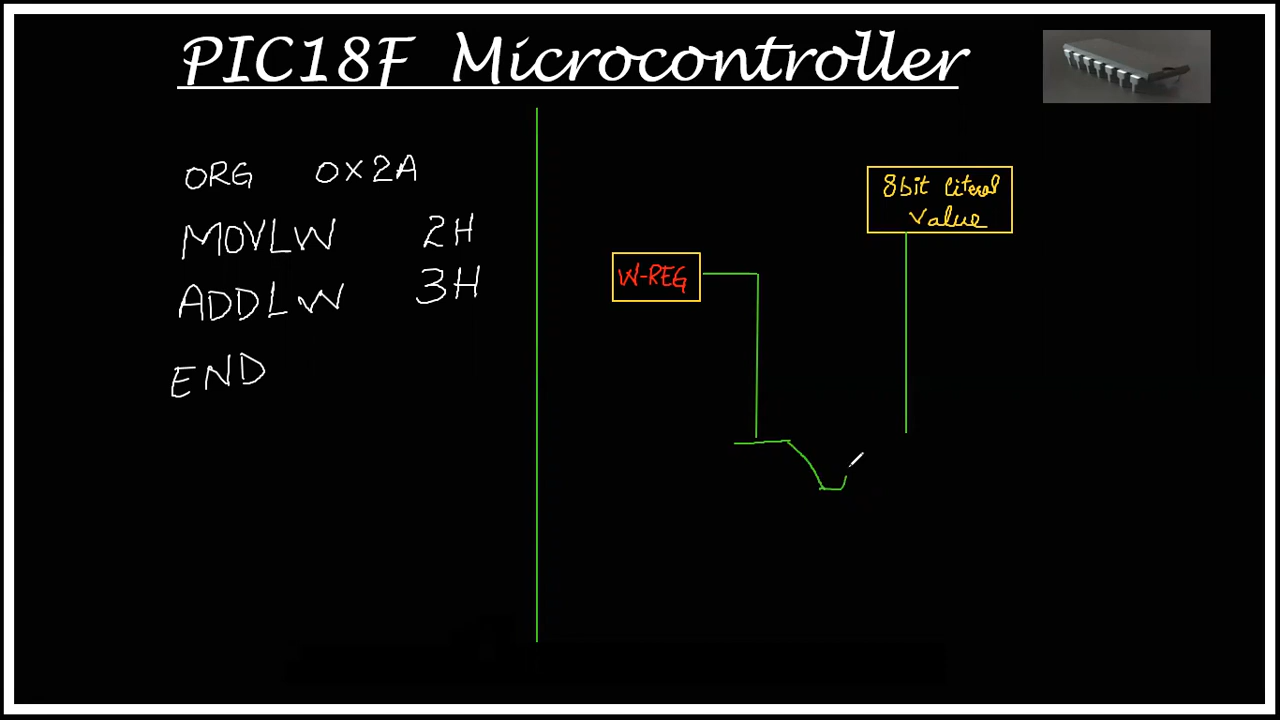 PIC18F Microcontroller
ORG 0x2A
MOVLW 2H
ADDLW 3H
END
8bit literal
value
W-REG